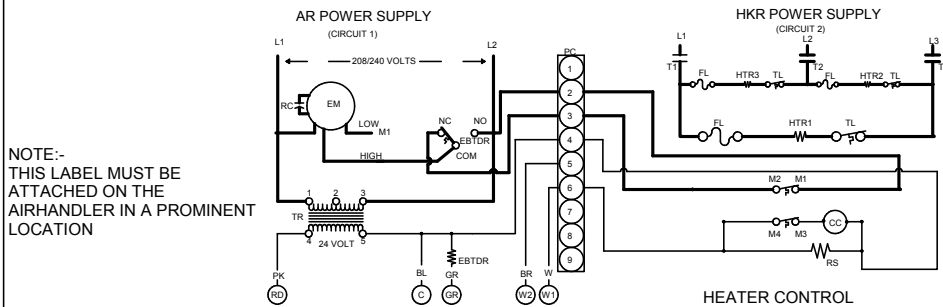 AR POWER SUPPLY
(CIRCUIT 1)
HKR POWER SUPPLY
(CIRCUIT 2)
L1
L2
L1
L2
L3
208/240 VOLTS
PC
T1
T2
T
FL
HTR3
TL
FL
HTR2
TL
RC
EM
LOW
M1
HIGH
NC
NO
EBTDR
COM
FL
HTR1
TL
1
2
3
4
5
6
7
8
9
NOTE:-
THIS LABEL MUST BE
ATTACHED ON THE
AIRHANDLER IN A PROMINENT
LOCATION
M2
M1
1
2
3
TR
4
24 VOLT
5
M4
M3
CC
RS
EBTDR
PK
BL
GR
BR
W
RD
C
GR
W2
W1
HEATER CONTROL